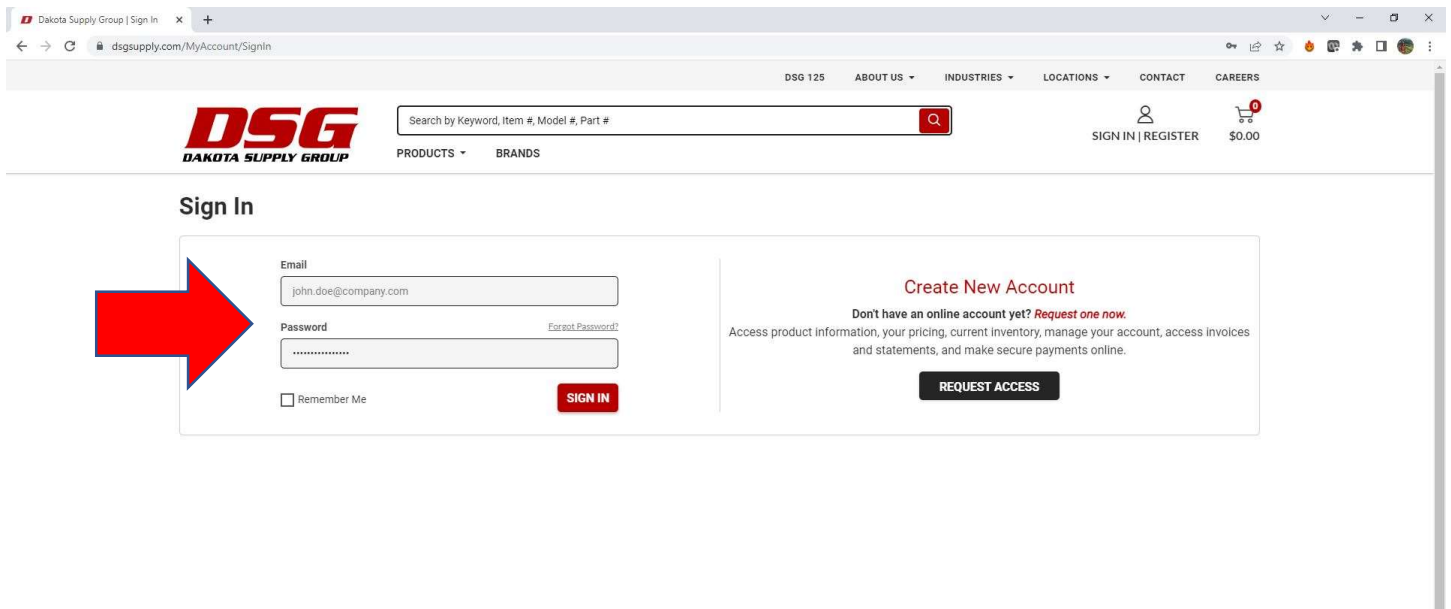 Dakota Supply Group | Sign In
dsgsupply.com/MyAccount/SignIn
DSG 125 ABOUT US INDUSTRIES LOCATIONS CONTACT CAREERS
DSG
DAKOTA SUPPLY GROUP
Search by Keyword, Item #, Model #, Part #
PRODUCTS BRANDS
SIGN IN | REGISTER
0
$0.00
Sign In
Email
john.doe@company.com
Password Forgot Password?
................
Remember Me
SIGN IN
Create New Account
Don't have an online account yet? Request one now.
Access product information, your pricing, current inventory, manage your account, access invoices
and statements, and make secure payments online.
REQUEST ACCESS